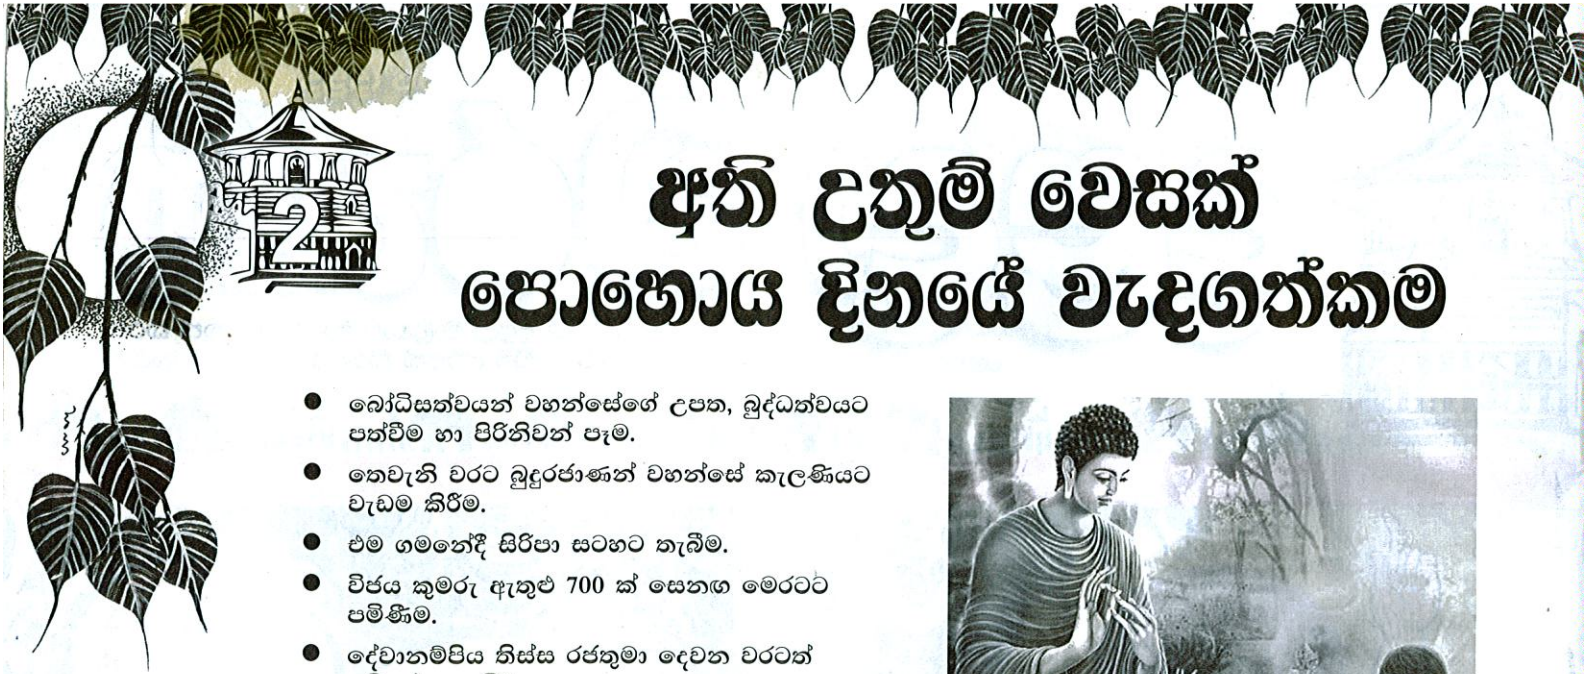 2
අති උතුම් වෙසක්
පොහොය දිනයේ වැදගත්කම
● බෝධිසත්වයන් වහන්සේගේ උපත, බුද්ධත්වයට
පත්වීම හා පිරිනිවන් පෑම.
● තෙවැනි වරට බුදුරජාණන් වහන්සේ කැලණියට
වැඩම කිරීම.
● එම ගමනේදී සිරිපා සටහට තැබීම.
● විජය කුමරු ඇතුළු 700 ක් සෙනඟ මෙරටට
පමිණීම.
● දේවානම්පිය තිස්ස රජතුමා දෙවන වරටත්